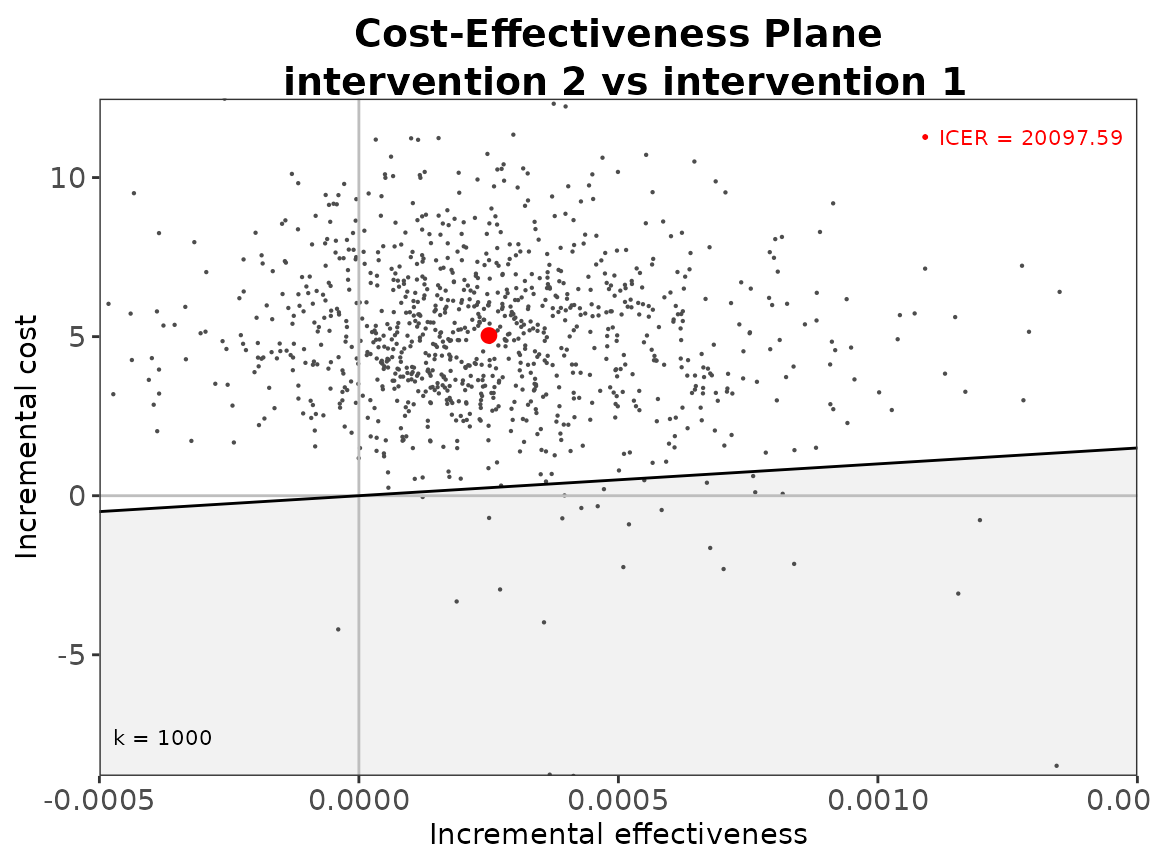 Cost-Effectiveness Plane
intervention 2 vs intervention 1
• ICER = 20097.59
10
5
0
-5
Incremental cost
k = 1000
-0.0005 0.0000 0.0005 0.0010 0.00
Incremental effectiveness